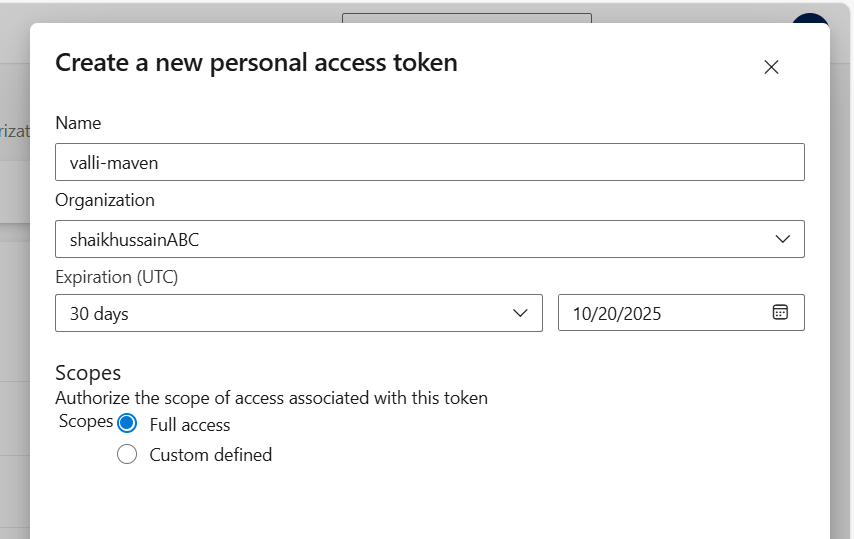 Create a new personal access token
rizat
Name
valli-maven
Organization
shaikhussainABC
Expiration (UTC)
30 days 10/20/2025
Scopes
Authorize the scope of access associated with this token
Scopes Full access
Custom defined